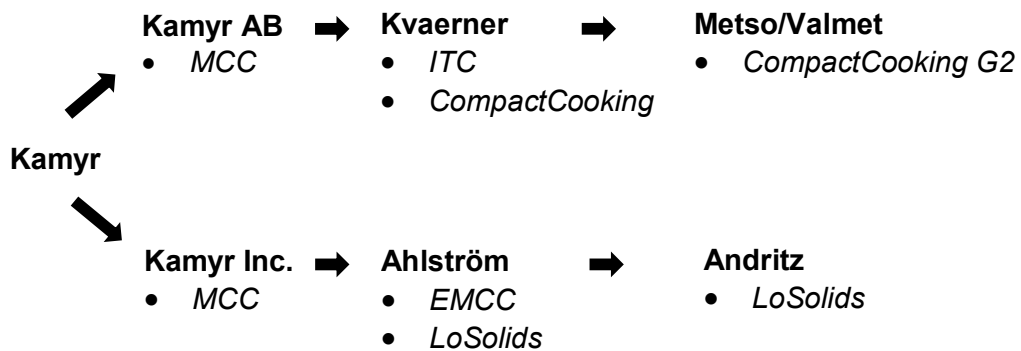 Kamyr AB
• MCC
Kvaerner
• ITC
• CompactCooking
Metso/Valmet
• CompactCooking G2
Kamyr
Kamyr Inc.
• MCC
Ahlström
• EMCC
• LoSolids
Andritz
• LoSolids